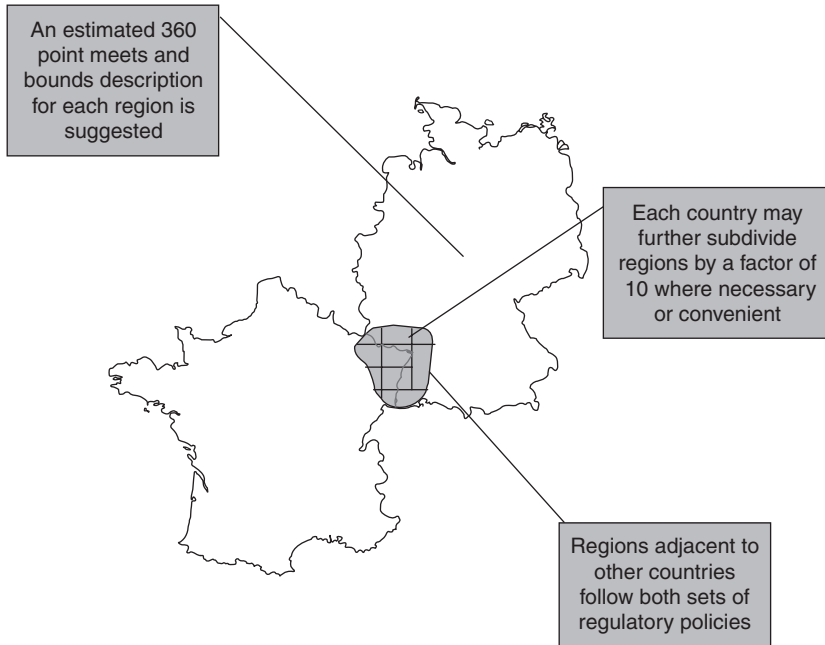 An estimated 360
point meets and
bounds description
for each region is
suggested
Each country may
further subdivide
regions by a factor of
10 where necessary
or convenient
Regions adjacent to
other countries
follow both sets of
regulatory policies